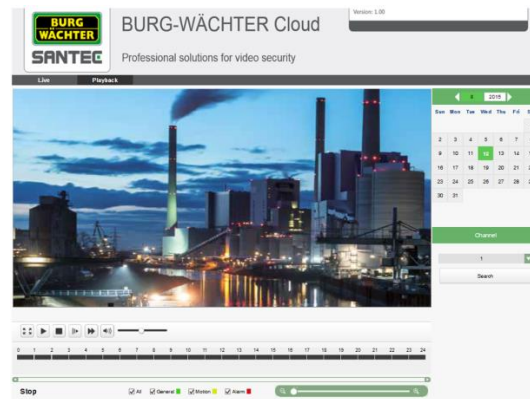 BURG
WÄCHTER
SANTEC
BURG-WÄCHTER Cloud
Professional solutions for video security
Version: 1.00
Live Playback
8 2015
Sun Mon Tue Wed Thu Fri
2 3 4 5 6 7
9 10 11 12 13 14
16 17 18 19 20 21
23 24 25 26 27 28
30 31
Channel
1
Search
0 1 2 3 4 5 6 7 8 9 10 11 12 13 14 15 16 17 18 19 20 21 22 23 24
Stop All General Motion Alarm